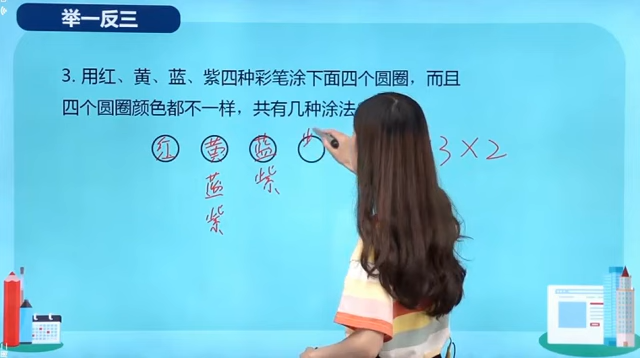 举一反三
3. 用红、黄、蓝、紫四种彩笔涂下面四个圆圈，而且
四个圆圈颜色都不一样，共有几种涂法
红 黄 蓝
蓝 紫
紫
3×2